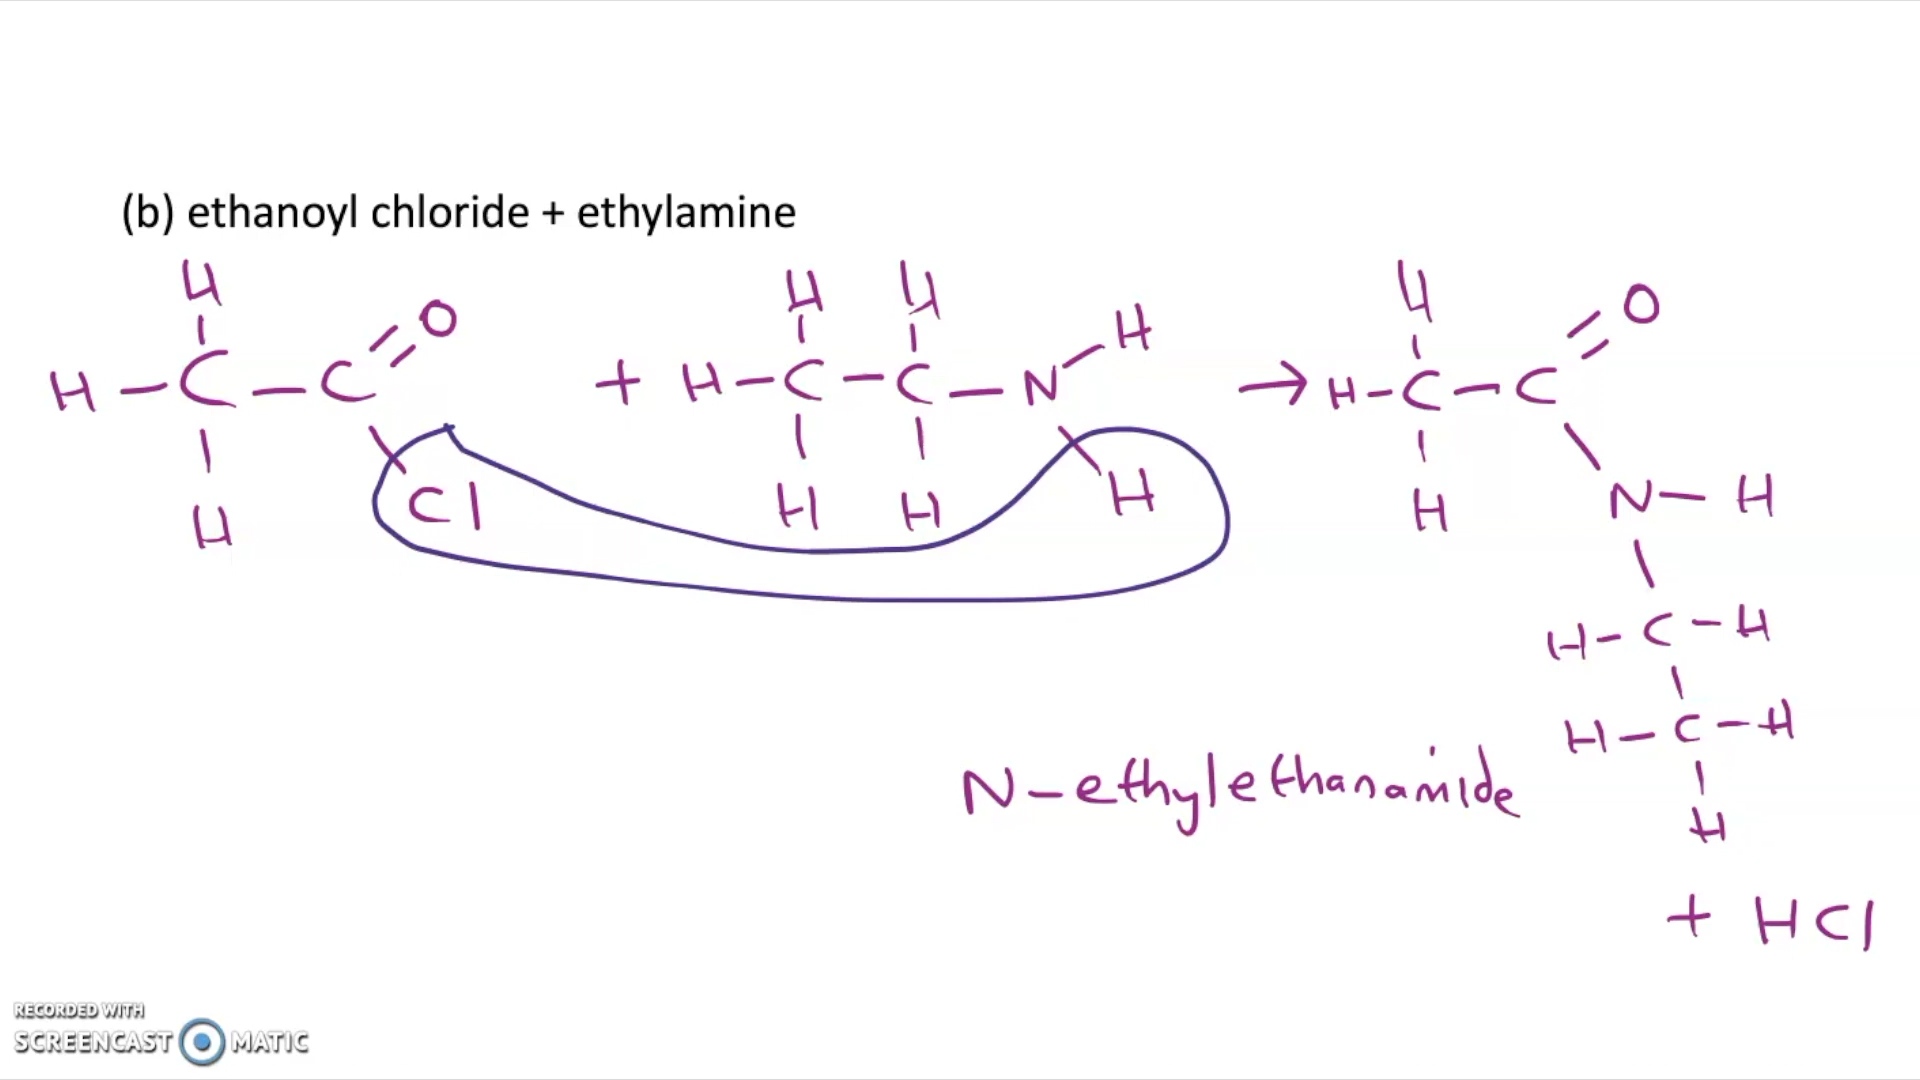 (b) ethanoyl chloride + ethylamine
H H H H
O H O
H - C - C + H - C - C - N → H - C - C
Cl H H H N - H
H H
H - C - H
H - C - H
N-ethylethanamide
H
+ HCl
RECORDED WITH
SCREENCAST MATIC